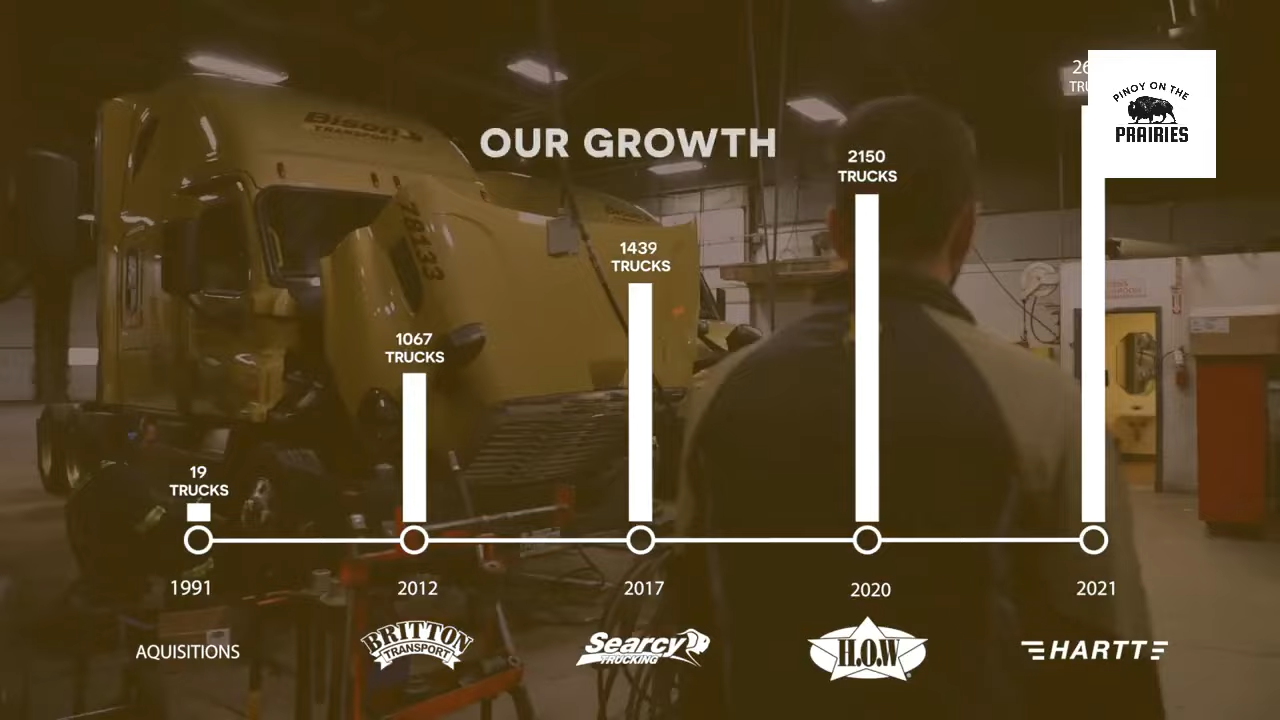 OUR GROWTH
PINOY ON THE
PRAIRIES
Bison
TRANSPORT
78133
19
TRUCKS
1067
TRUCKS
1439
TRUCKS
2150
TRUCKS
1991
2012
2017
2020
2021
AQUISITIONS
BRITTON
TRANSPORT
Searcy
TRUCKING
H.O.W
HARTT